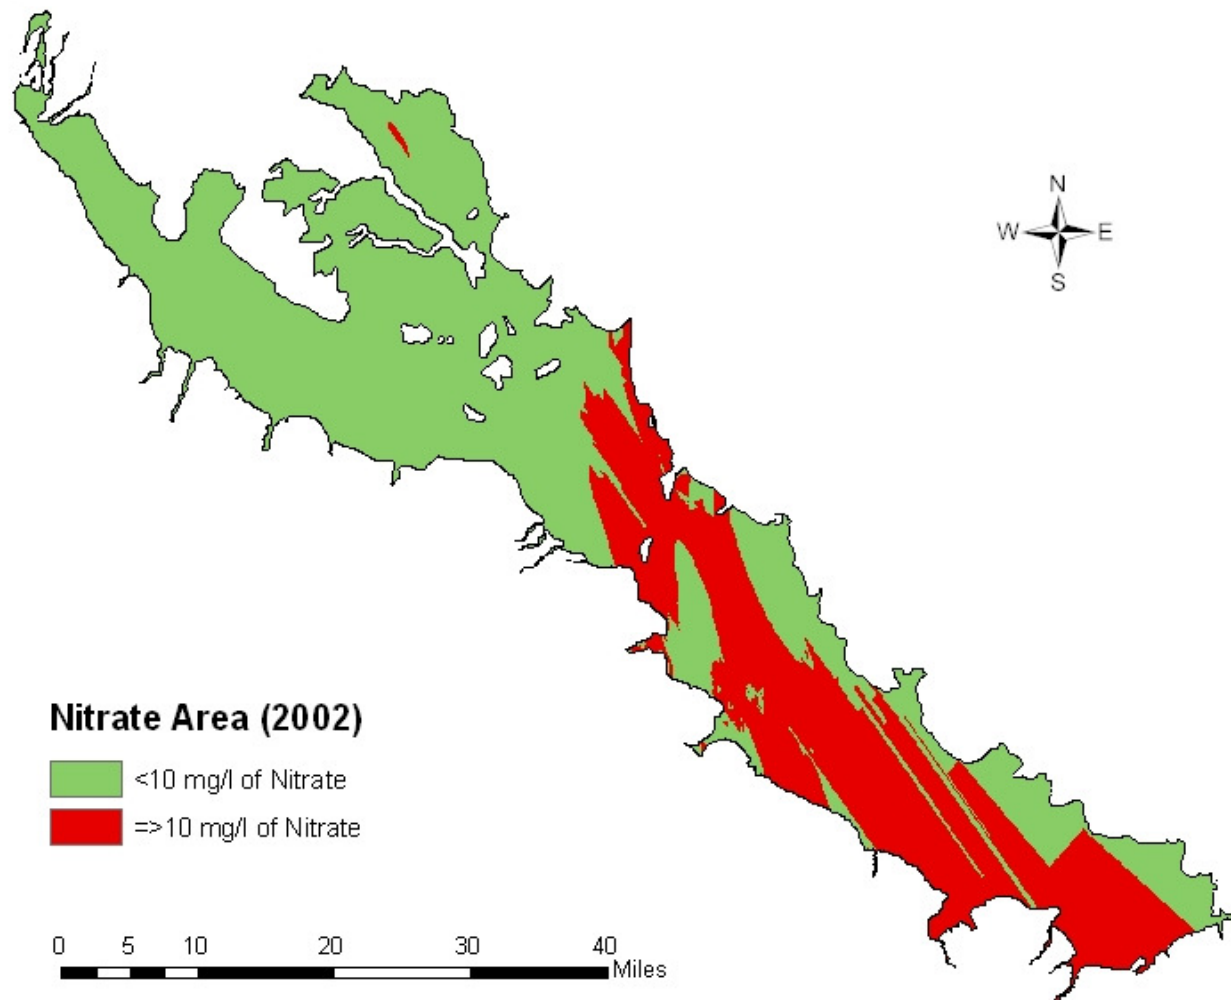 N
W E
S
Nitrate Area (2002)
<10 mg/l of Nitrate
=>10 mg/l of Nitrate
0 5 10 20 30 40
Miles